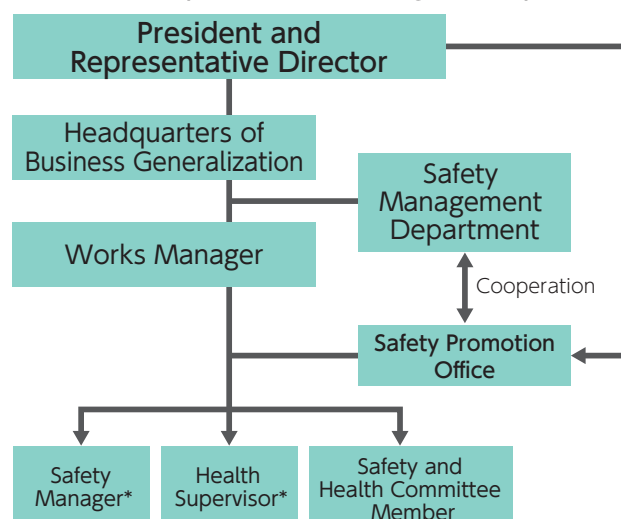 President and
Representative Director
Headquarters of
Business Generalization
Safety
Management
Department
Works Manager
Cooperation
Safety Promotion
Office
Safety
Manager*
Health
Supervisor*
Safety and
Health Committee
Member